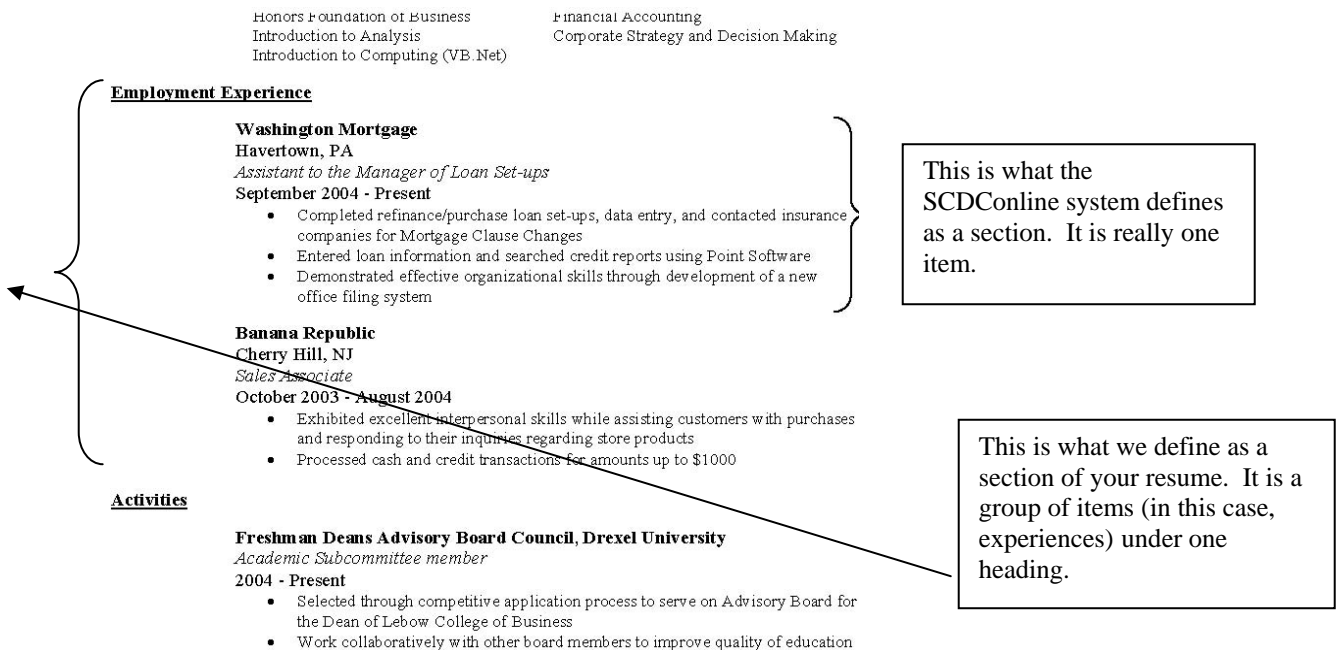 Honors Foundation of Business Financial Accounting
Introduction to Analysis Corporate Strategy and Decision Making
Introduction to Computing (VB.Net)
Employment Experience
Washington Mortgage
Havertown, PA
Assistant to the Manager of Loan Set-ups
September 2004 - Present
• Completed refinance/purchase loan set-ups, data entry, and contacted insurance
companies for Mortgage Clause Changes
• Entered loan information and searched credit reports using Point Software
• Demonstrated effective organizational skills through development of a new
office filing system
This is what the
SCDConline system defines
as a section. It is really one
item.
Banana Republic
Cherry Hill, NJ
Sales Associate
October 2003 - August 2004
• Exhibited excellent interpersonal skills while assisting customers with purchases
and responding to their inquiries regarding store products
• Processed cash and credit transactions for amounts up to $1000
This is what we define as a
section of your resume. It is a
group of items (in this case,
experiences) under one
heading.
Activities
Freshman Deans Advisory Board Council, Drexel University
Academic Subcommittee member
2004 - Present
• Selected through competitive application process to serve on Advisory Board for
the Dean of Lebow College of Business
• Work collaboratively with other board members to improve quality of education